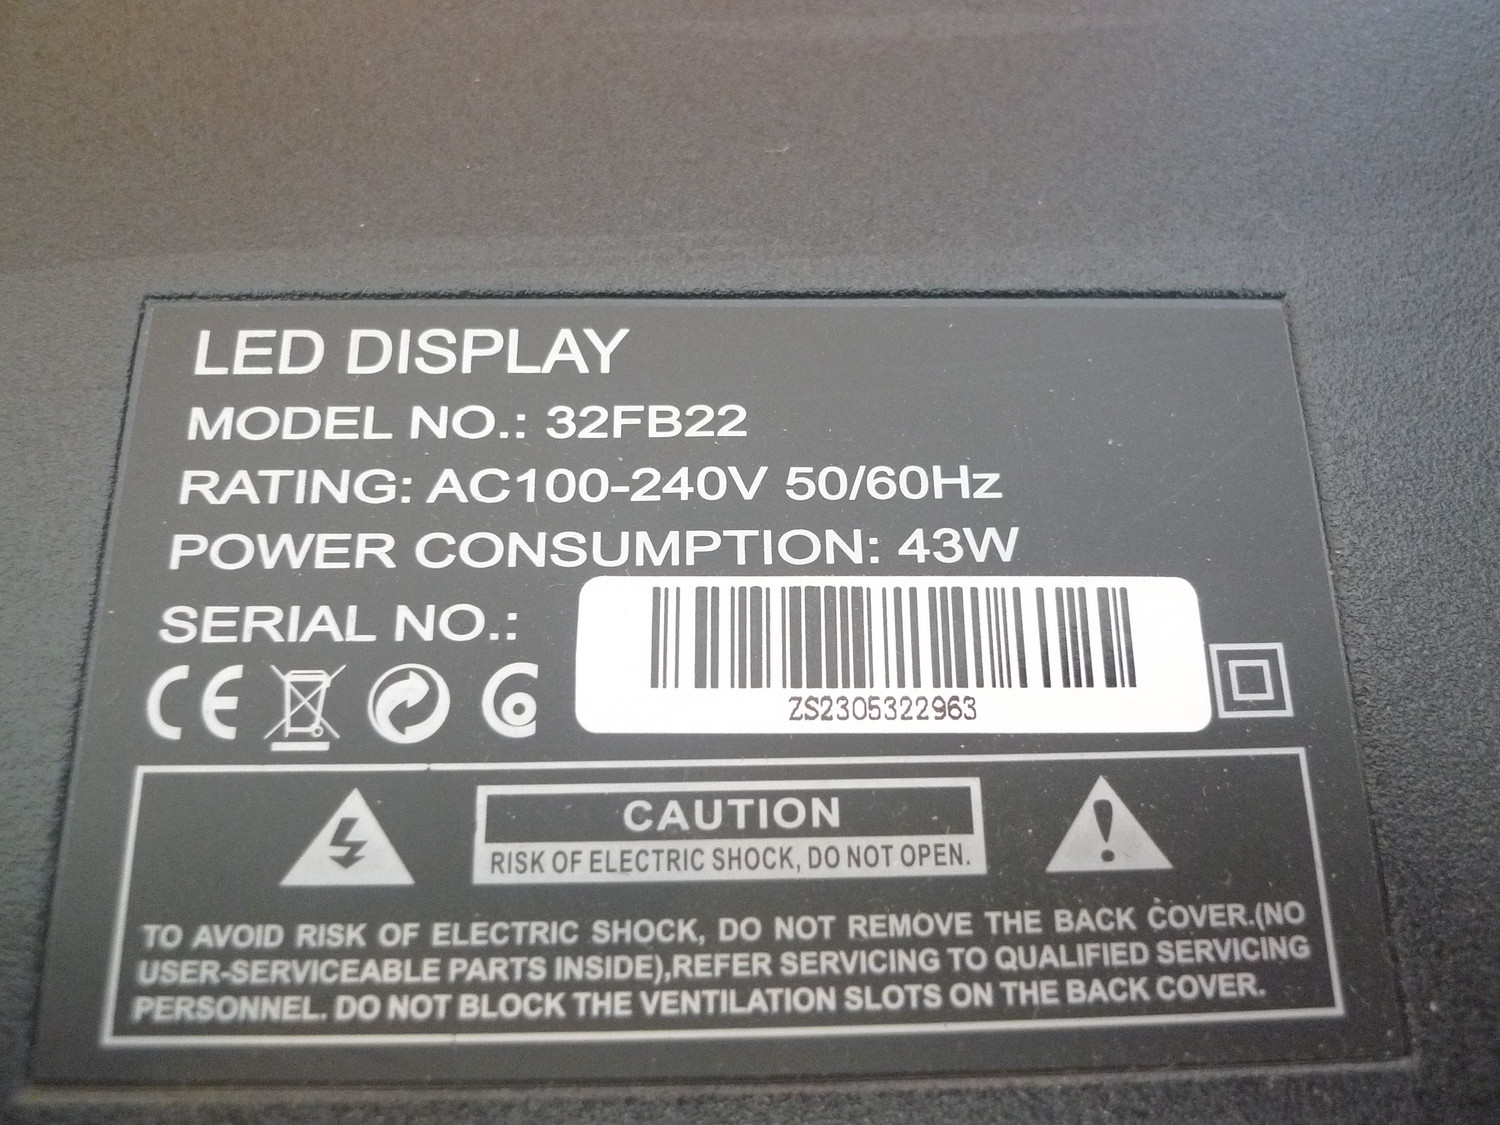 LED DISPLAY
MODEL NO.: 32FB22
RATING: AC100-240V 50/60Hz
POWER CONSUMPTION: 43W
SERIAL NO.:
ZS2305322963
CE
CAUTION
RISK OF ELECTRIC SHOCK, DO NOT OPEN.
TO AVOID RISK OF ELECTRIC SHOCK, DO NOT REMOVE THE BACK COVER.(NO
USER-SERVICEABLE PARTS INSIDE),REFER SERVICING TO QUALIFIED SERVICING
PERSONNEL. DO NOT BLOCK THE VENTILATION SLOTS ON THE BACK COVER.